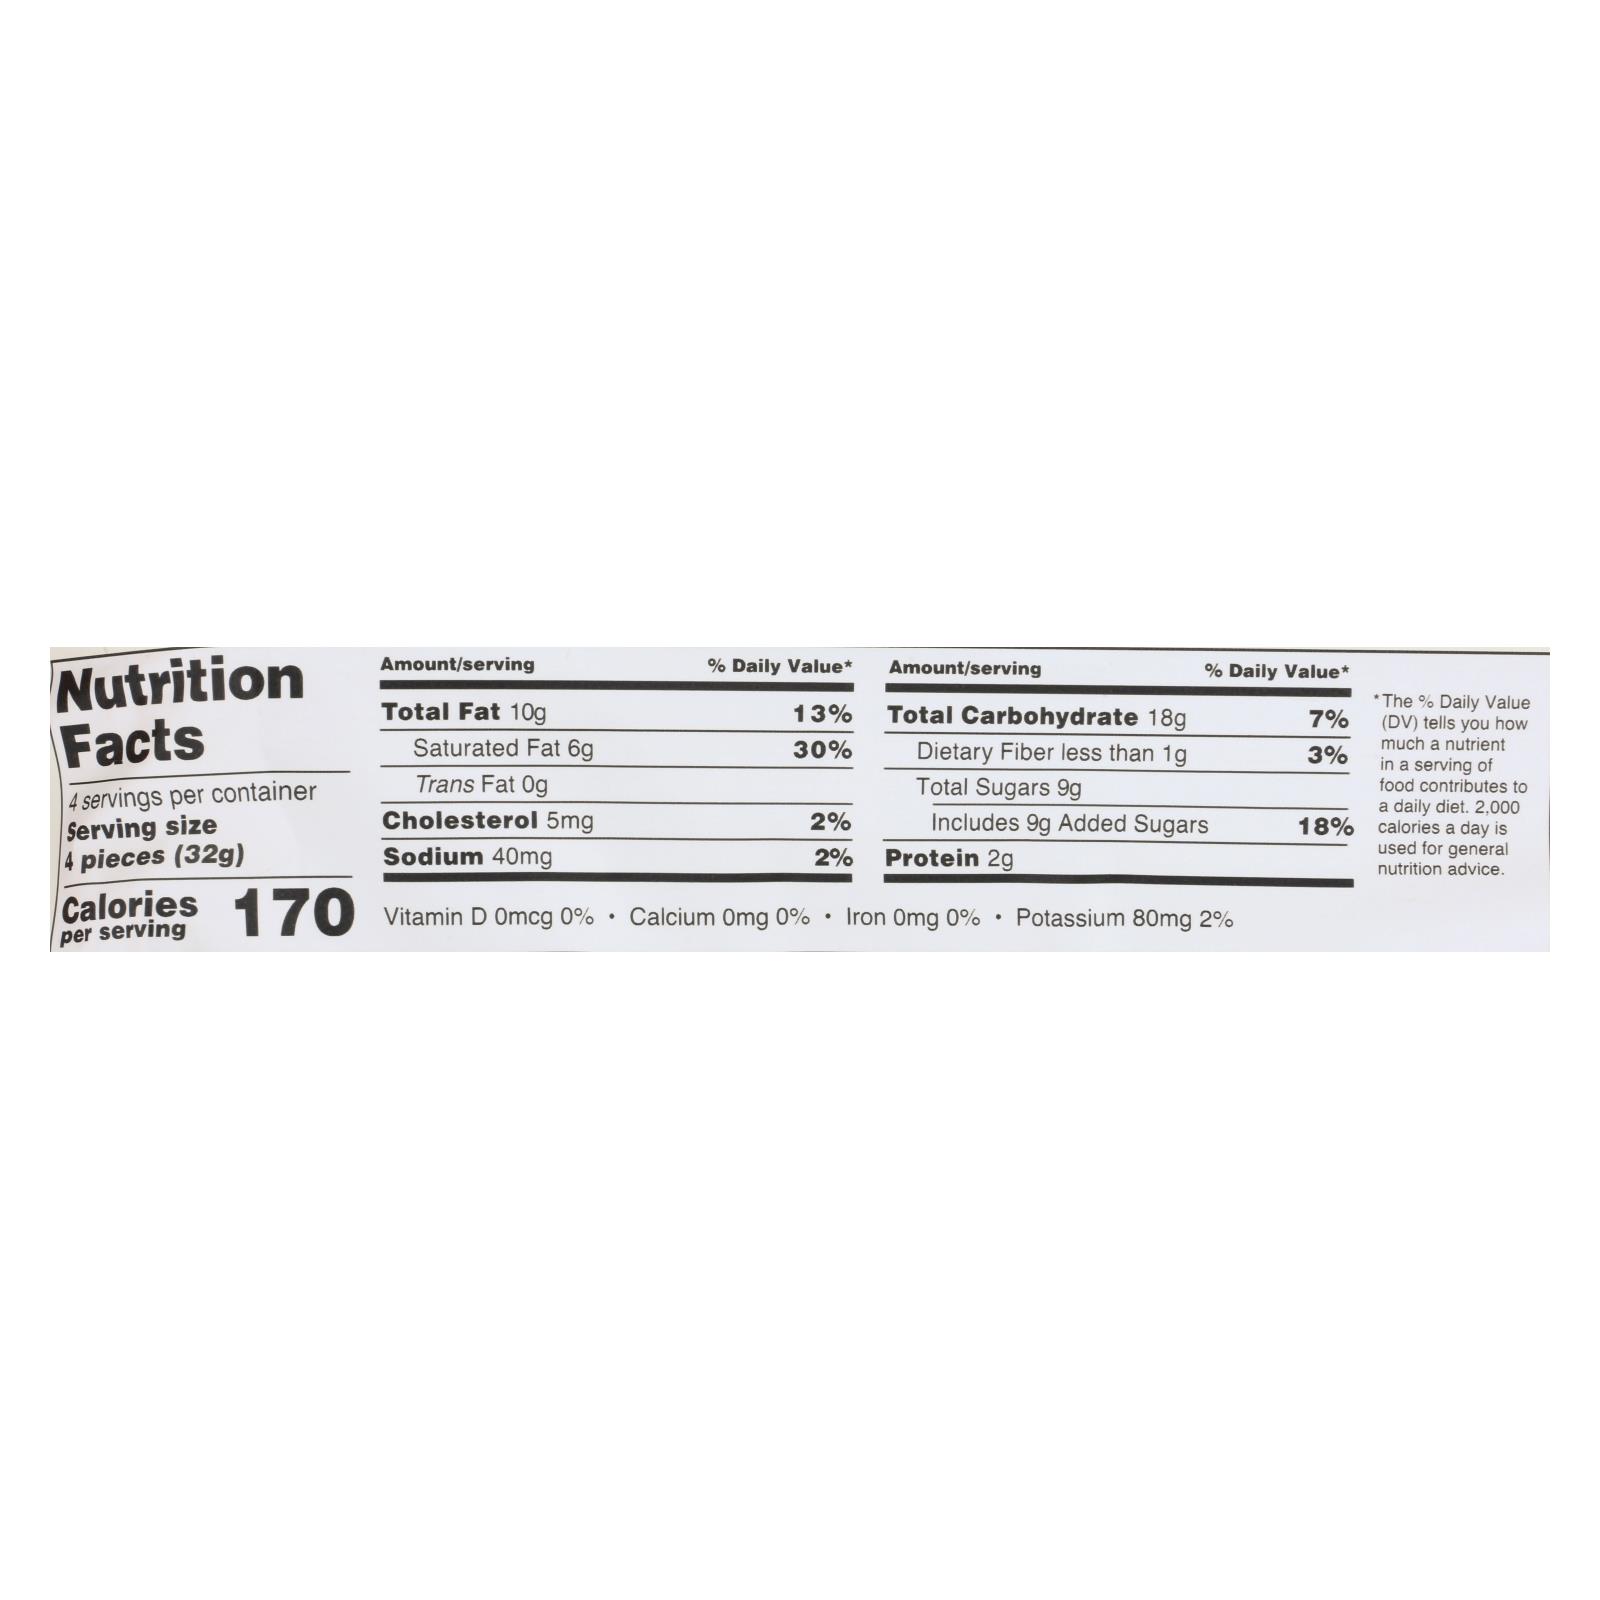 Nutrition
Facts
4 servings per container
Serving size
4 pieces (32g)
Calories 170
per serving
Amount/serving % Daily Value*
Total Fat 10g 13%
Saturated Fat 6g 30%
Trans Fat 0g
Cholesterol 5mg 2%
Sodium 40mg 2%
Amount/serving % Daily Value*
Total Carbohydrate 18g 7%
Dietary Fiber less than 1g 3%
Total Sugars 9g
Includes 9g Added Sugars 18%
Protein 2g
Vitamin D 0mcg 0% • Calcium 0mg 0% • Iron 0mg 0% • Potassium 80mg 2%
*The % Daily Value
(DV) tells you how
much a nutrient
in a serving of
food contributes to
a daily diet. 2,000
calories a day is
used for general
nutrition advice.